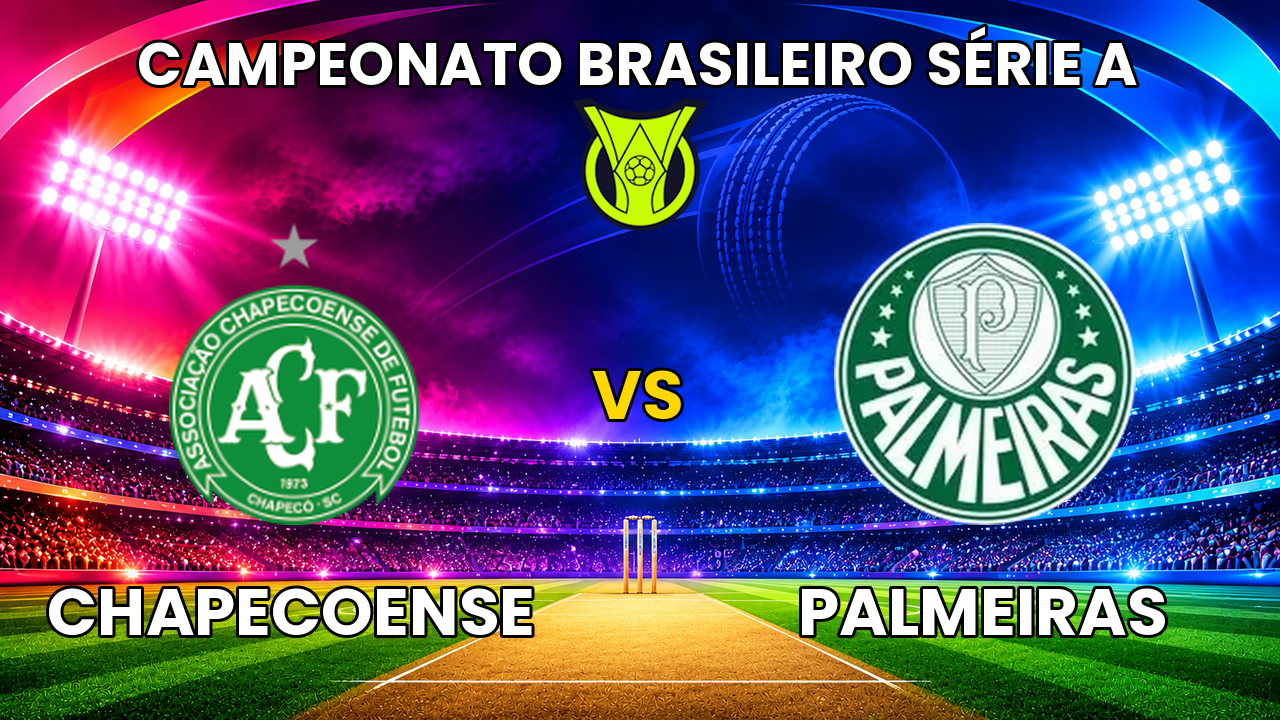 CAMPEONATO BRASILEIRO SÉRIE A
ASSOCIAÇÃO CHAPECOENSE DE FUTEBOL
ACF
1973
CHAPECÓ - SC
VS
P
PALMEIRAS
CHAPECOENSE
PALMEIRAS